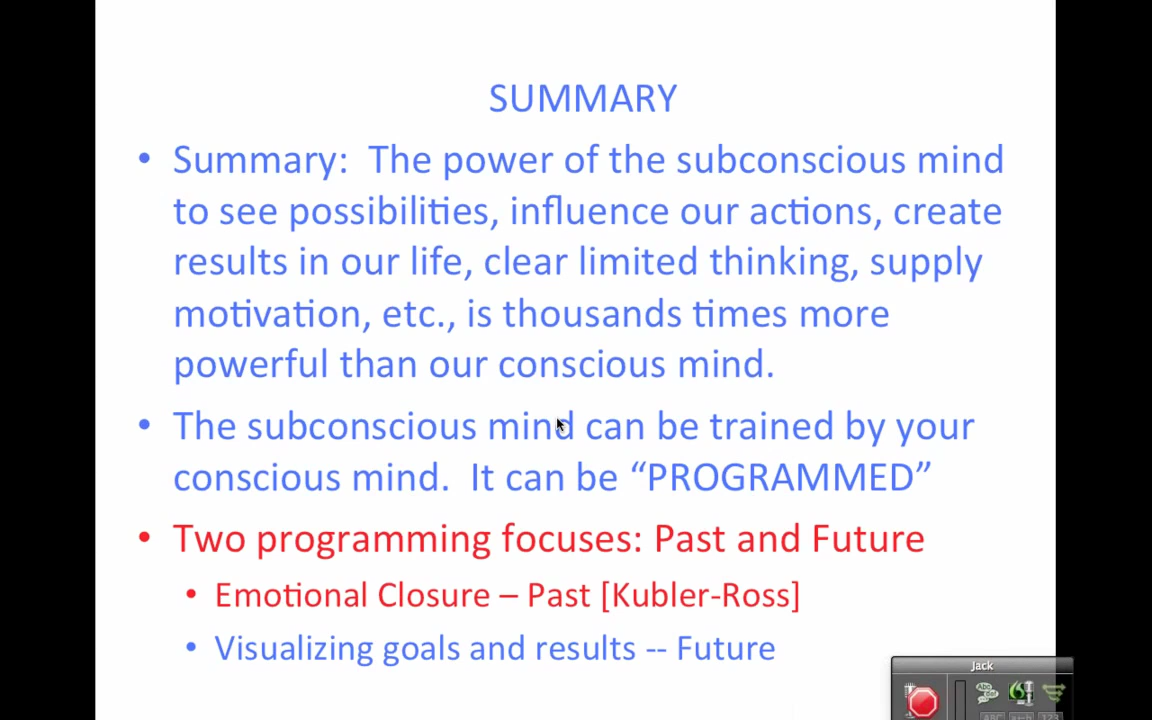 SUMMARY
• Summary:  The power of the subconscious mind
to see possibilities, influence our actions, create
results in our life, clear limited thinking, supply
motivation, etc., is thousands times more
powerful than our conscious mind.
• The subconscious mind can be trained by your
conscious mind.  It can be “PROGRAMMED”
• Two programming focuses: Past and Future
• Emotional Closure – Past [Kubler-Ross]
• Visualizing goals and results -- Future
Jack